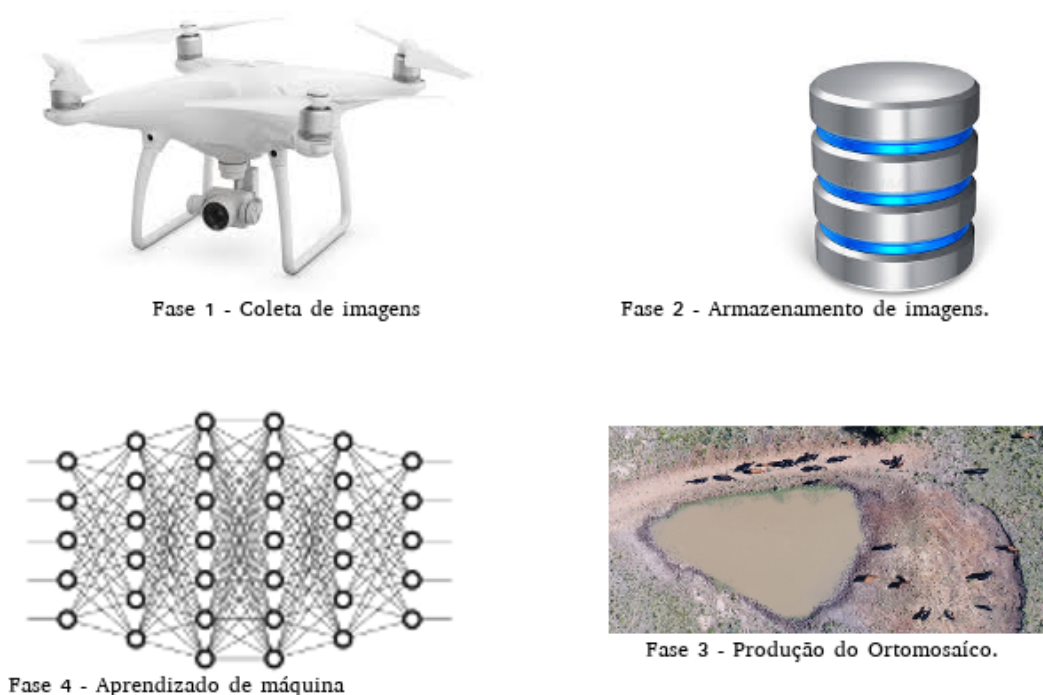 Fase 1 - Coleta de imagens
Fase 2 - Armazenamento de imagens.
Fase 4 - Aprendizado de máquina
Fase 3 - Produção do Ortomosaíco.